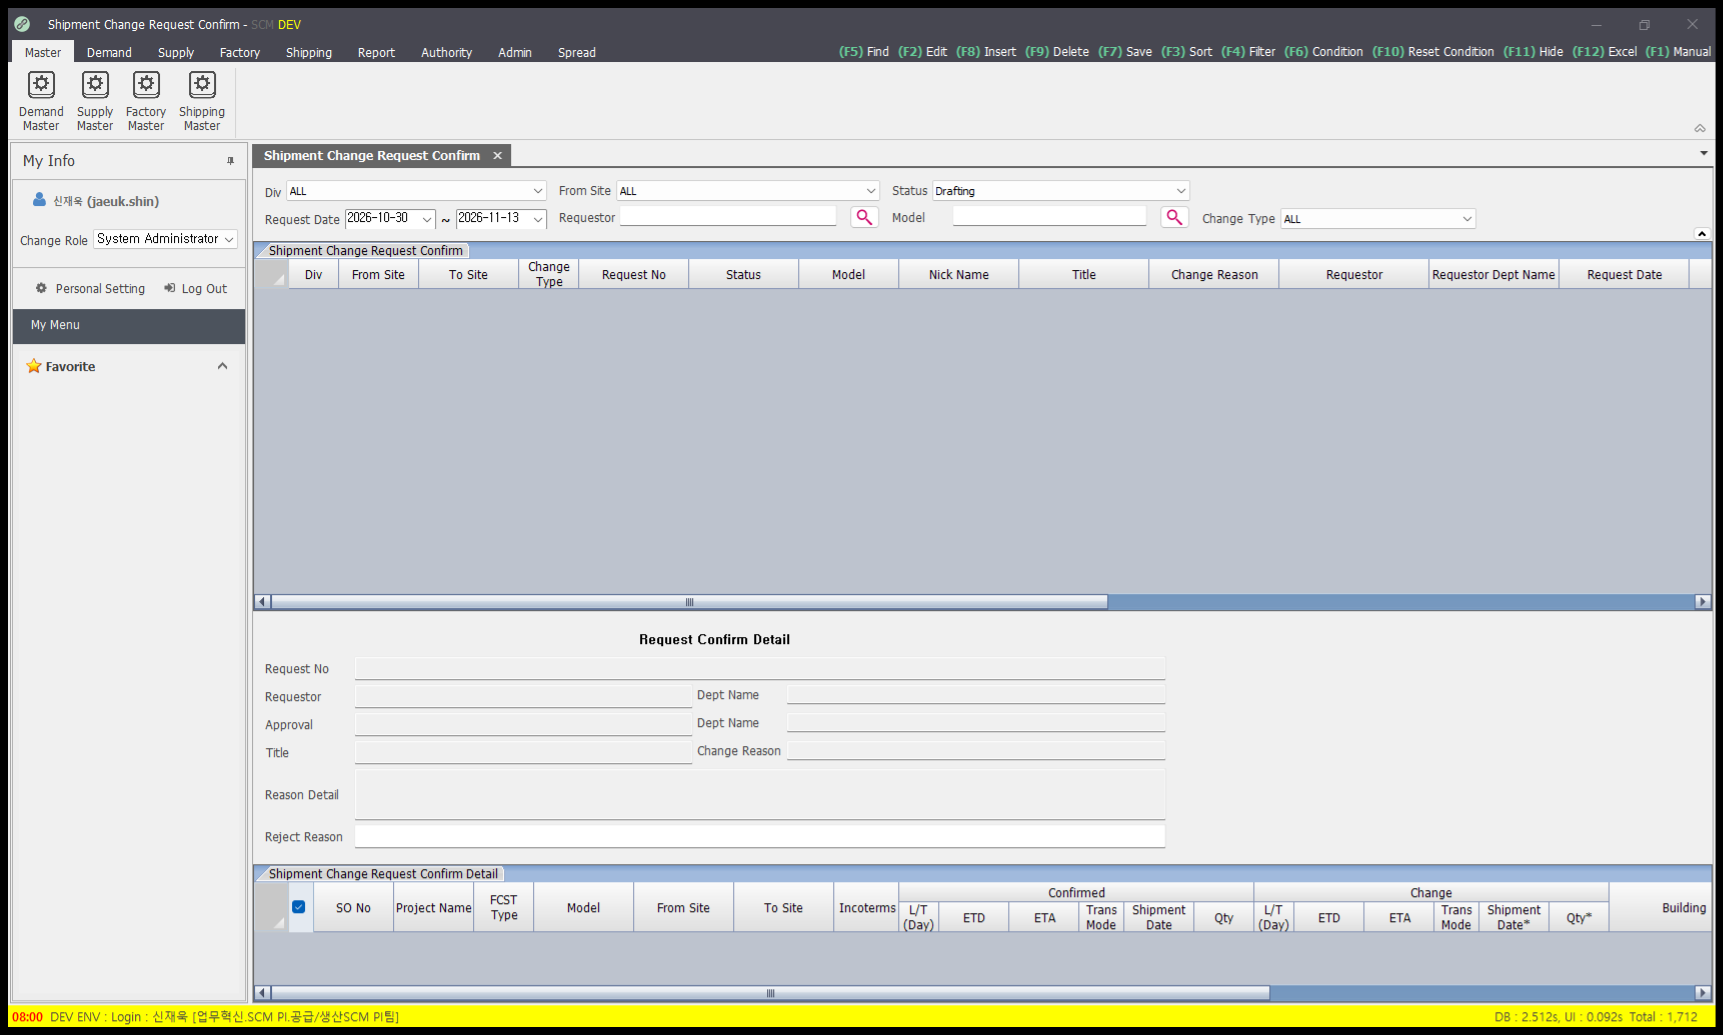 Shipment Change Request Confirm - SCM DEV
Master Demand Supply Factory Shipping Report Authority Admin Spread
(F5) Find (F2) Edit (F8) Insert (F9) Delete (F7) Save (F3) Sort (F4) Filter (F6) Condition (F10) Reset Condition (F11) Hide (F12) Excel (F1) Manual
Demand Master
Supply Master
Factory Master
Shipping Master
My Info
신재욱 (jaeuk.shin)
Change Role System Administrator
Personal Setting Log Out
My Menu
Favorite
Shipment Change Request Confirm
Div ALL From Site ALL Status Drafting
Request Date 2026-10-30 ~ 2026-11-13 Requestor Model Change Type ALL
Shipment Change Request Confirm
Div From Site To Site Change Type Request No Status Model Nick Name Title Change Reason Requestor Requestor Dept Name Request Date
Request Confirm Detail
Request No
Requestor Dept Name
Approval Dept Name
Title Change Reason
Reason Detail
Reject Reason
Shipment Change Request Confirm Detail
SO No Project Name FCST Type Model From Site To Site Incoterms Confirmed Change Building
L/T (Day) ETD ETA Trans Mode Shipment Date Qty L/T (Day) ETD ETA Trans Mode Shipment Date* Qty*
08:00 DEV ENV : Login : 신재욱 [업무혁신.SCM PI.공급/생산SCM PI팀]
DB : 2.512s, UI : 0.092s Total : 1,712